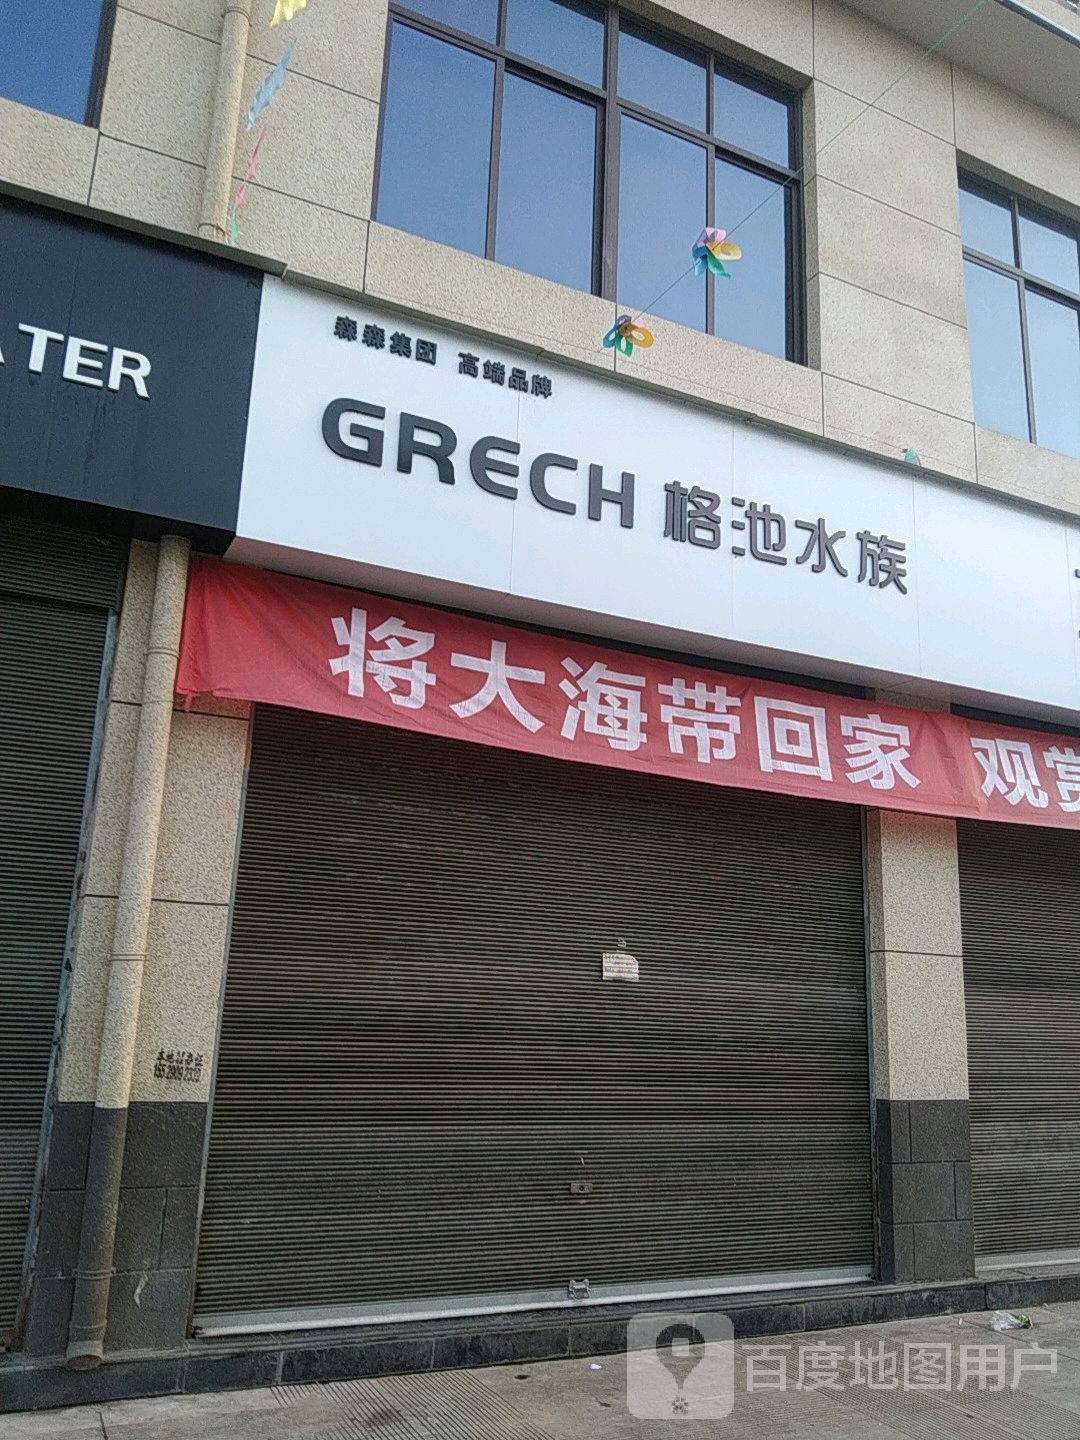 ATER
森森集团 高端品牌
GRECH 格池水族
将大海带回家 观赏
百度地图用户